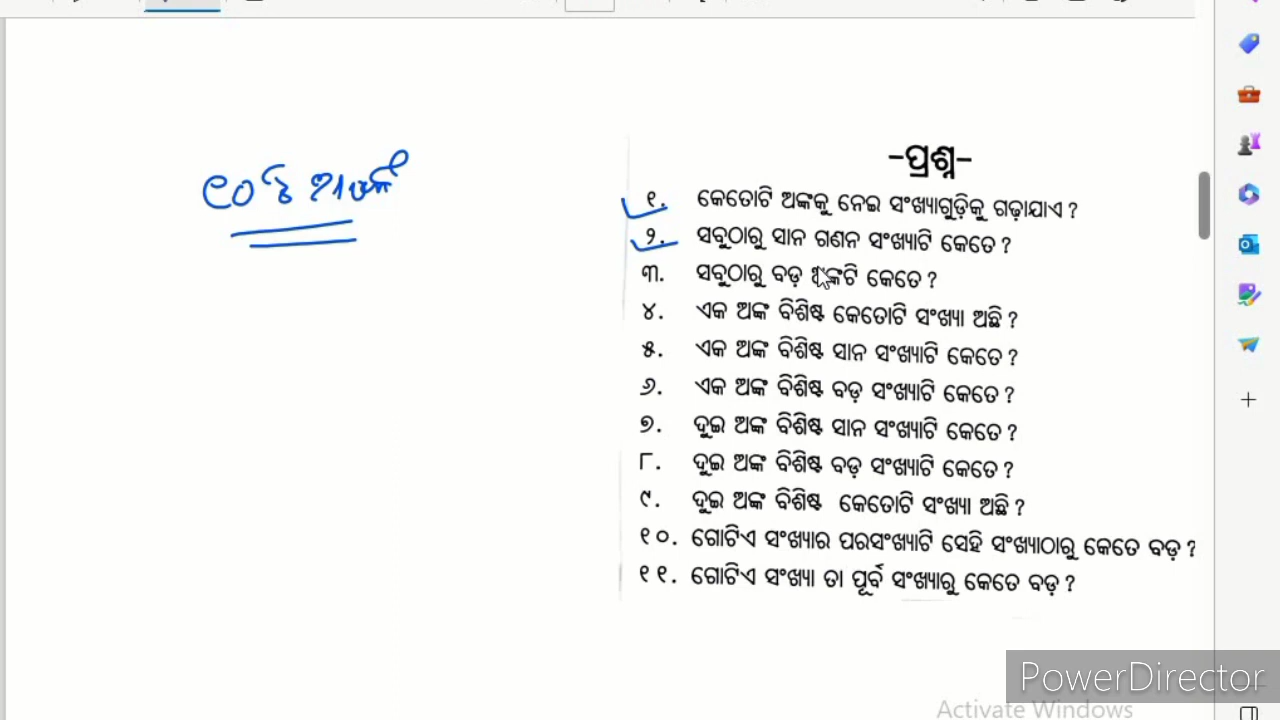 ୧୦ଟି ଅଙ୍କ
-ପ୍ରଶ୍ନ-
୧. କେତୋଟି ଅଙ୍କକୁ ନେଇ ସଂଖ୍ୟାଗୁଡ଼ିକୁ ଗଢ଼ାଯାଏ ?
୨. ସବୁଠାରୁ ସାନ ଗଣନ ସଂଖ୍ୟାଟି କେତେ ?
୩. ସବୁଠାରୁ ବଡ଼ ଅଙ୍କଟି କେତେ ?
୪. ଏକ ଅଙ୍କ ବିଶିଷ୍ଟ କେତୋଟି ସଂଖ୍ୟା ଅଛି ?
୫. ଏକ ଅଙ୍କ ବିଶିଷ୍ଟ ସାନ ସଂଖ୍ୟାଟି କେତେ ?
୬. ଏକ ଅଙ୍କ ବିଶିଷ୍ଟ ବଡ଼ ସଂଖ୍ୟାଟି କେତେ ?
୭. ଦୁଇ ଅଙ୍କ ବିଶିଷ୍ଟ ସାନ ସଂଖ୍ୟାଟି କେତେ ?
୮. ଦୁଇ ଅଙ୍କ ବିଶିଷ୍ଟ ବଡ଼ ସଂଖ୍ୟାଟି କେତେ ?
୯. ଦୁଇ ଅଙ୍କ ବିଶିଷ୍ଟ କେତୋଟି ସଂଖ୍ୟା ଅଛି ?
୧୦. ଗୋଟିଏ ସଂଖ୍ୟାର ପରସଂଖ୍ୟାଟି ସେହି ସଂଖ୍ୟାଠାରୁ କେତେ ବଡ଼ ?
୧୧. ଗୋଟିଏ ସଂଖ୍ୟା ତା ପୂର୍ବ ସଂଖ୍ୟାରୁ କେତେ ବଡ଼ ?
PowerDirector
Activate Windows